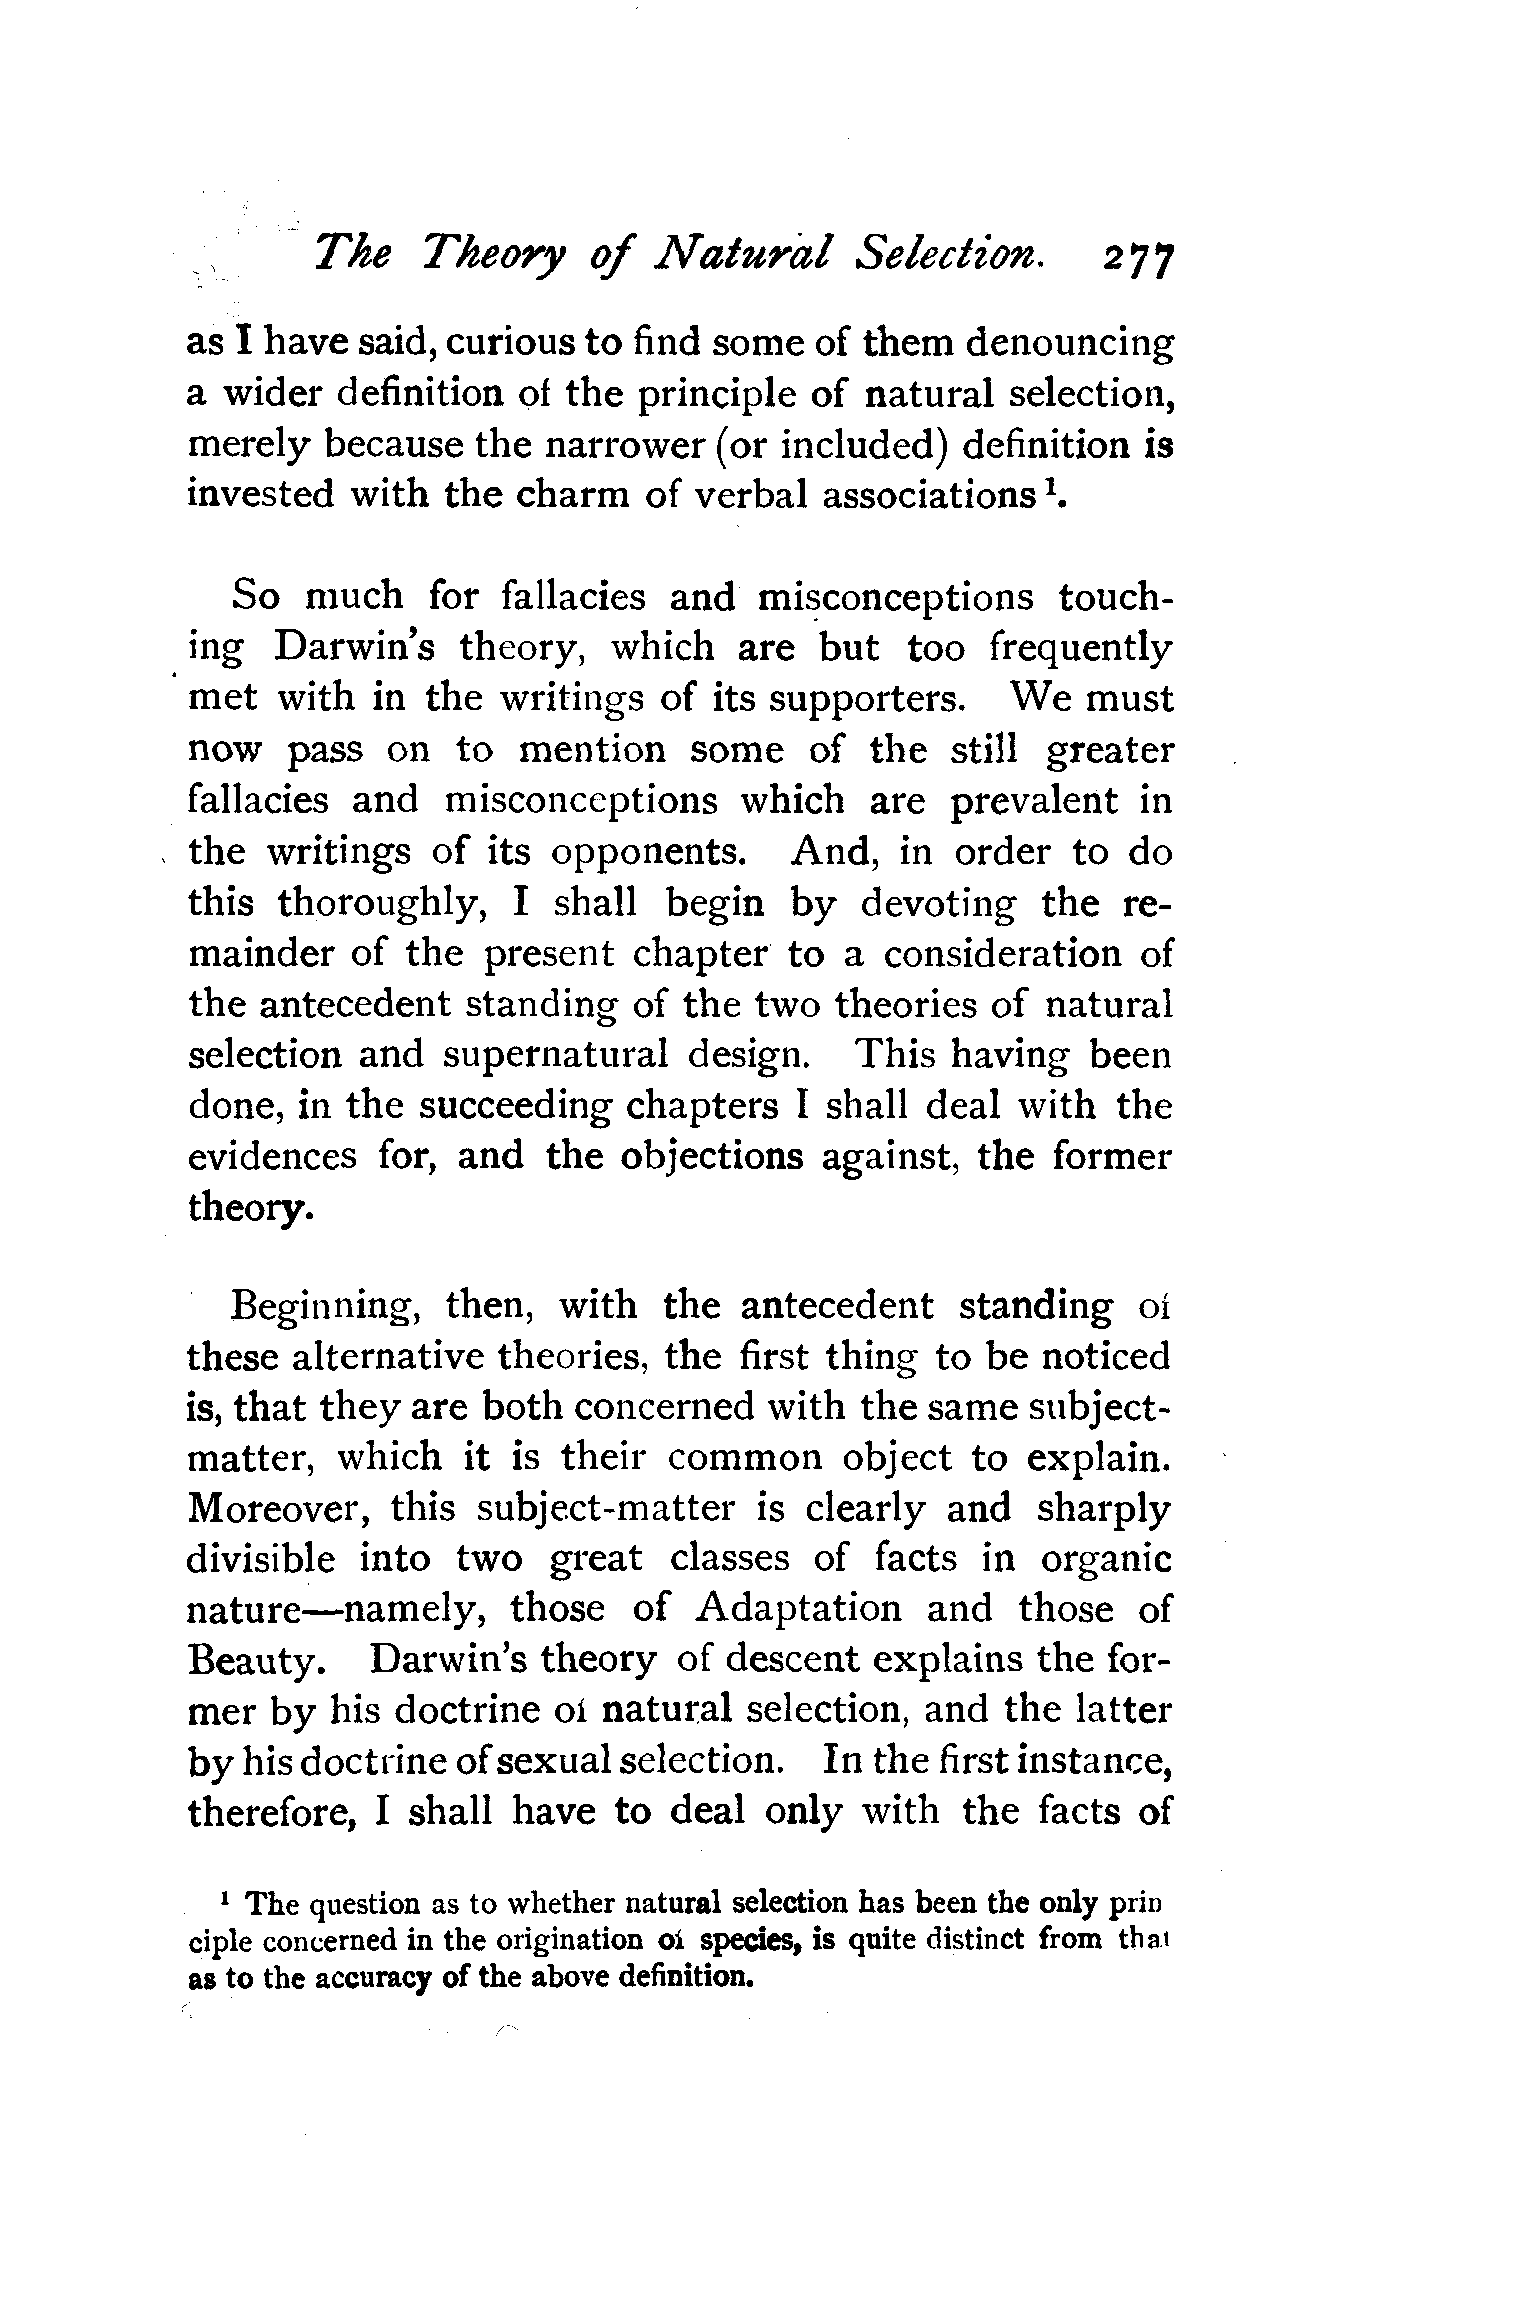 The Theory of Natural Selection. 277
as I have said, curious to find some of them denouncing
a wider definition of the principle of natural selection,
merely because the narrower (or included) definition is
invested with the charm of verbal associations ¹.
So much for fallacies and misconceptions touch-
ing Darwin's theory, which are but too frequently
met with in the writings of its supporters. We must
now pass on to mention some of the still greater
fallacies and misconceptions which are prevalent in
the writings of its opponents. And, in order to do
this thoroughly, I shall begin by devoting the re-
mainder of the present chapter to a consideration of
the antecedent standing of the two theories of natural
selection and supernatural design. This having been
done, in the succeeding chapters I shall deal with the
evidences for, and the objections against, the former
theory.
Beginning, then, with the antecedent standing of
these alternative theories, the first thing to be noticed
is, that they are both concerned with the same subject-
matter, which it is their common object to explain.
Moreover, this subject-matter is clearly and sharply
divisible into two great classes of facts in organic
nature—namely, those of Adaptation and those of
Beauty. Darwin's theory of descent explains the for-
mer by his doctrine of natural selection, and the latter
by his doctrine of sexual selection. In the first instance,
therefore, I shall have to deal only with the facts of
¹ The question as to whether natural selection has been the only prin
ciple concerned in the origination of species, is quite distinct from that
as to the accuracy of the above definition.